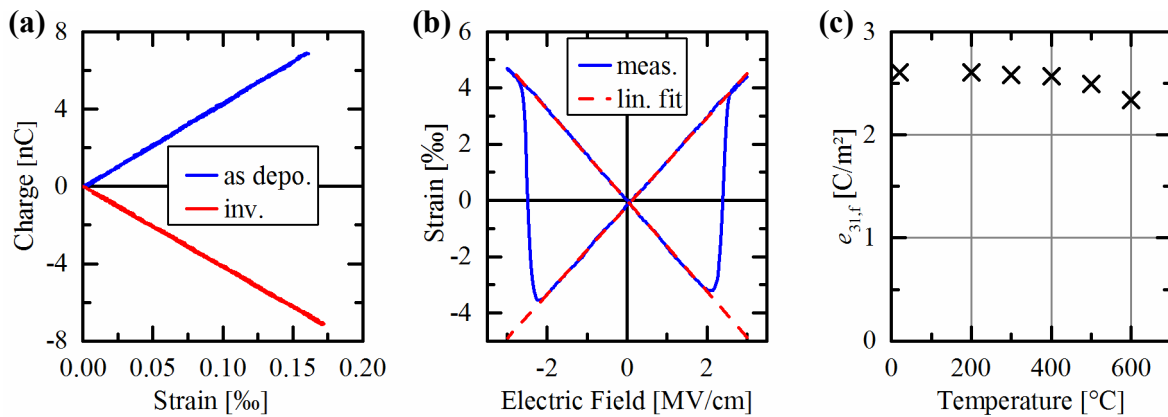 (a)
8
4
0
-4
-8
Charge [nC]
as depo.
inv.
0.00 0.05 0.10 0.15 0.20
Strain [‰]
(b)
6
4
2
0
-2
-4
Strain [‰]
meas.
lin. fit
-2 0 2
Electric Field [MV/cm]
(c)
3
2
1
0
e31,f [C/m²]
0 200 400 600
Temperature [°C]